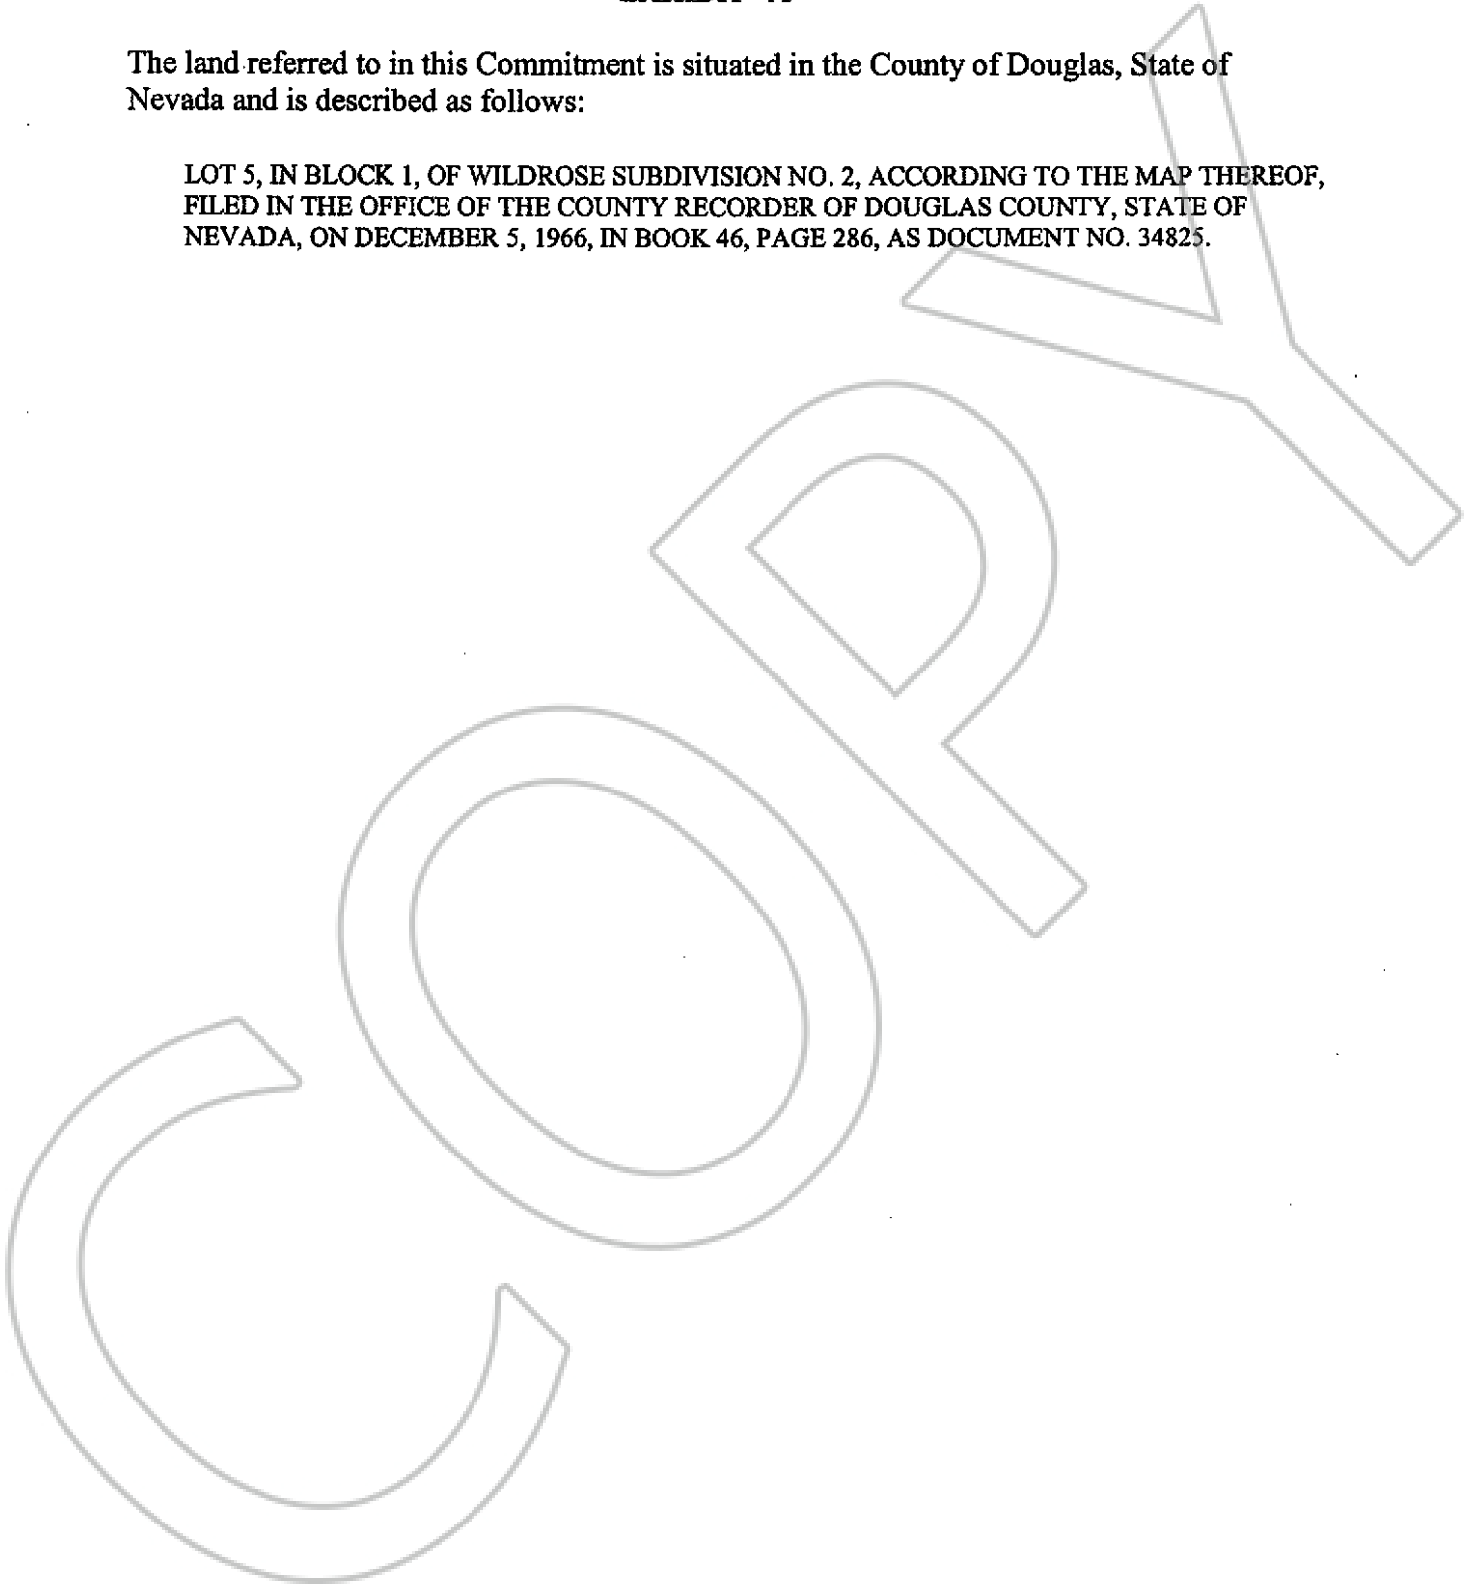 The land referred to in this Commitment is situated in the County of Douglas, State of
Nevada and is described as follows:
LOT 5, IN BLOCK 1, OF WILDROSE SUBDIVISION NO. 2, ACCORDING TO THE MAP THEREOF,
FILED IN THE OFFICE OF THE COUNTY RECORDER OF DOUGLAS COUNTY, STATE OF
NEVADA, ON DECEMBER 5, 1966, IN BOOK 46, PAGE 286, AS DOCUMENT NO. 34825.
COPY